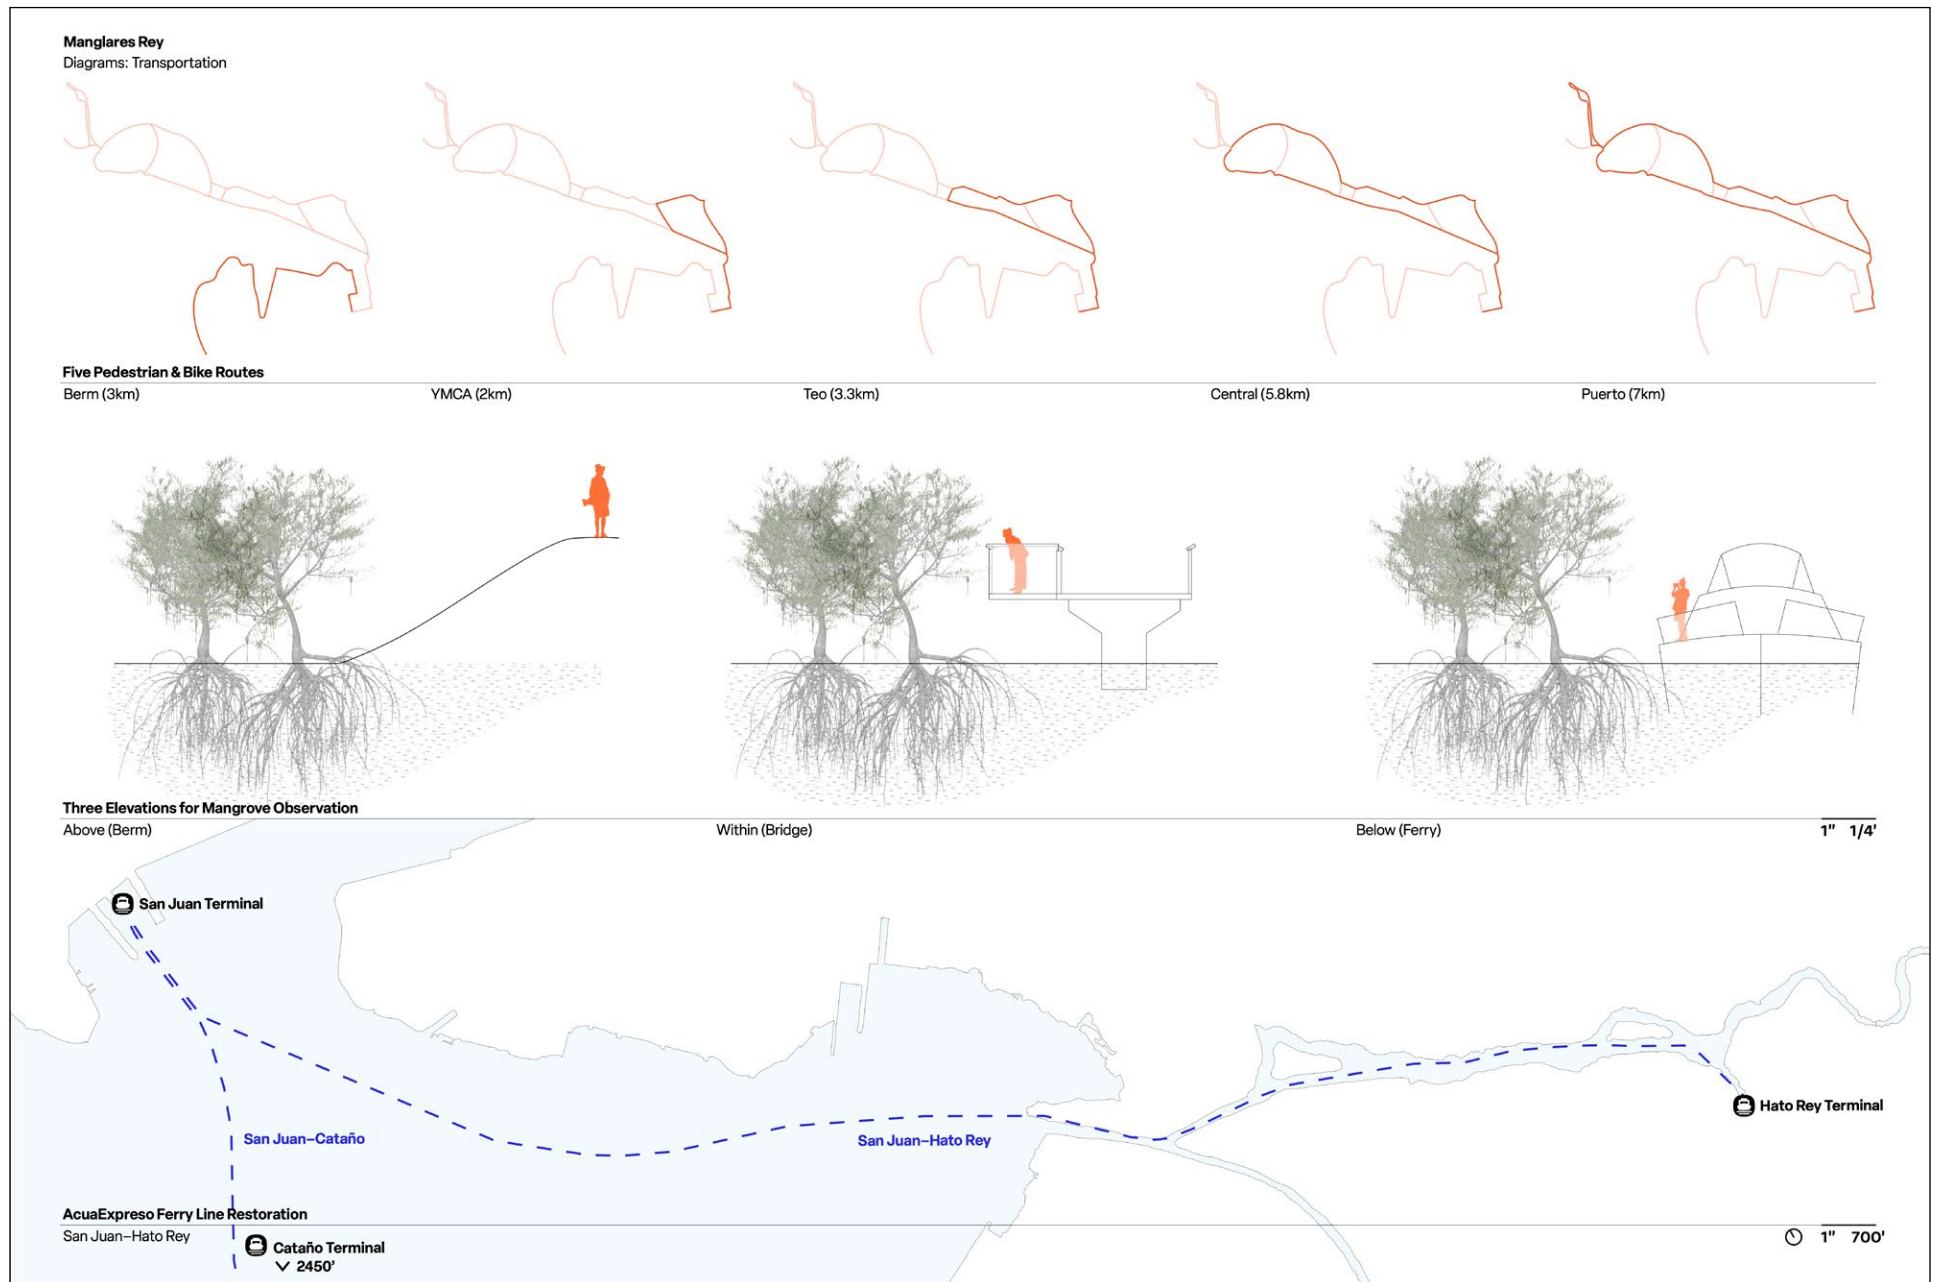 Manglares Rey
Diagrams: Transportation
Five Pedestrian & Bike Routes
Berm (3km)
YMCA (2km)
Teo (3.3km)
Central (5.8km)
Puerto (7km)
Three Elevations for Mangrove Observation
Above (Berm)
Within (Bridge)
Below (Ferry)
1" 1/4'
San Juan Terminal
Hato Rey Terminal
San Juan–Cataño
San Juan–Hato Rey
AcuaExpreso Ferry Line Restoration
San Juan–Hato Rey
Cataño Terminal
2450'
1" 700'